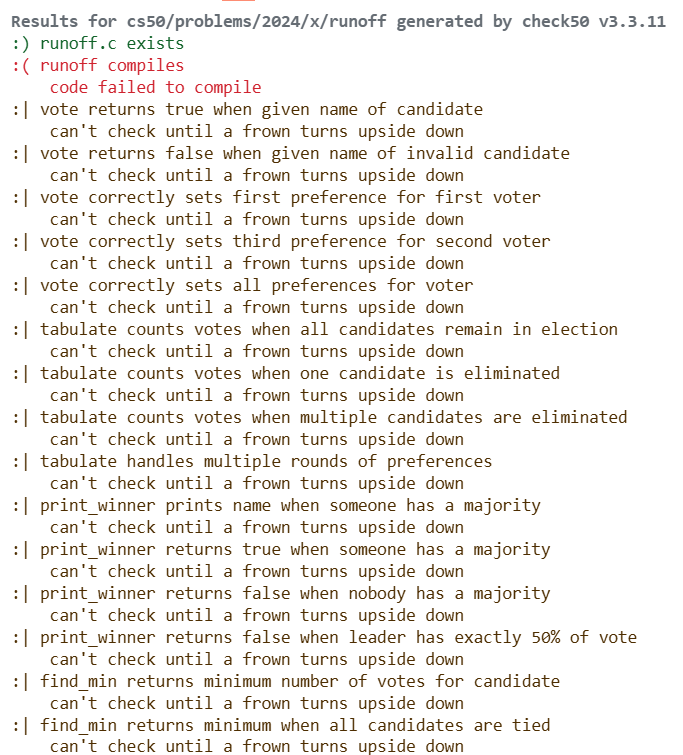 Results for cs50/problems/2024/x/runoff generated by check50 v3.3.11
:) runoff.c exists
:( runoff compiles
code failed to compile
:| vote returns true when given name of candidate
can't check until a frown turns upside down
:| vote returns false when given name of invalid candidate
can't check until a frown turns upside down
:| vote correctly sets first preference for first voter
can't check until a frown turns upside down
:| vote correctly sets third preference for second voter
can't check until a frown turns upside down
:| vote correctly sets all preferences for voter
can't check until a frown turns upside down
:| tabulate counts votes when all candidates remain in election
can't check until a frown turns upside down
:| tabulate counts votes when one candidate is eliminated
can't check until a frown turns upside down
:| tabulate counts votes when multiple candidates are eliminated
can't check until a frown turns upside down
:| tabulate handles multiple rounds of preferences
can't check until a frown turns upside down
:| print_winner prints name when someone has a majority
can't check until a frown turns upside down
:| print_winner returns true when someone has a majority
can't check until a frown turns upside down
:| print_winner returns false when nobody has a majority
can't check until a frown turns upside down
:| print_winner returns false when leader has exactly 50% of vote
can't check until a frown turns upside down
:| find_min returns minimum number of votes for candidate
can't check until a frown turns upside down
:| find_min returns minimum when all candidates are tied
can't check until a frown turns upside down